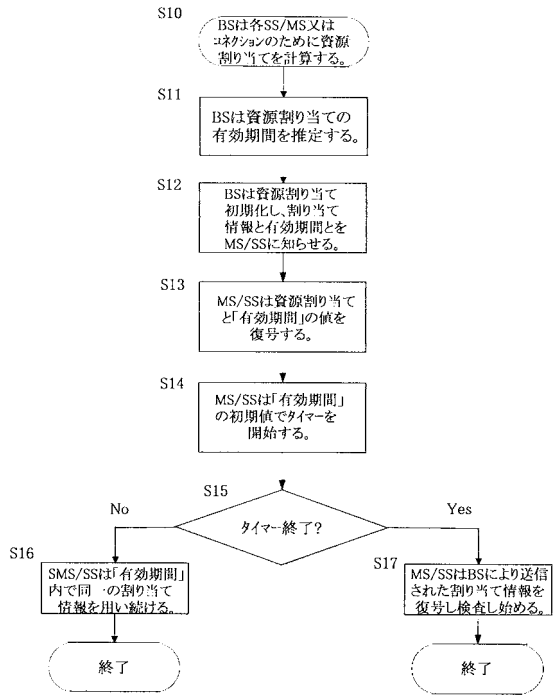 S10
BSは各SS/MS又は
コネクションのために資源
割り当てを計算する。
S11
BSは資源割り当ての
有効期間を推定する。
S12
BSは資源割り当て
初期化し、割り当て
情報と有効期間とを
MS/SSに知らせる。
S13
MS/SSは資源割り当て
と「有効期間」の値を
復号する。
S14
MS/SSは「有効期間」
の初期値でタイマーを
開始する。
S15
タイマー終了?
No
Yes
S16
SMS/SSは「有効期間」
内で同一の割り当て
情報を用い続ける。
S17
MS/SSはBSにより送信
された割り当て情報を
復号し検査し始める。
終了
終了